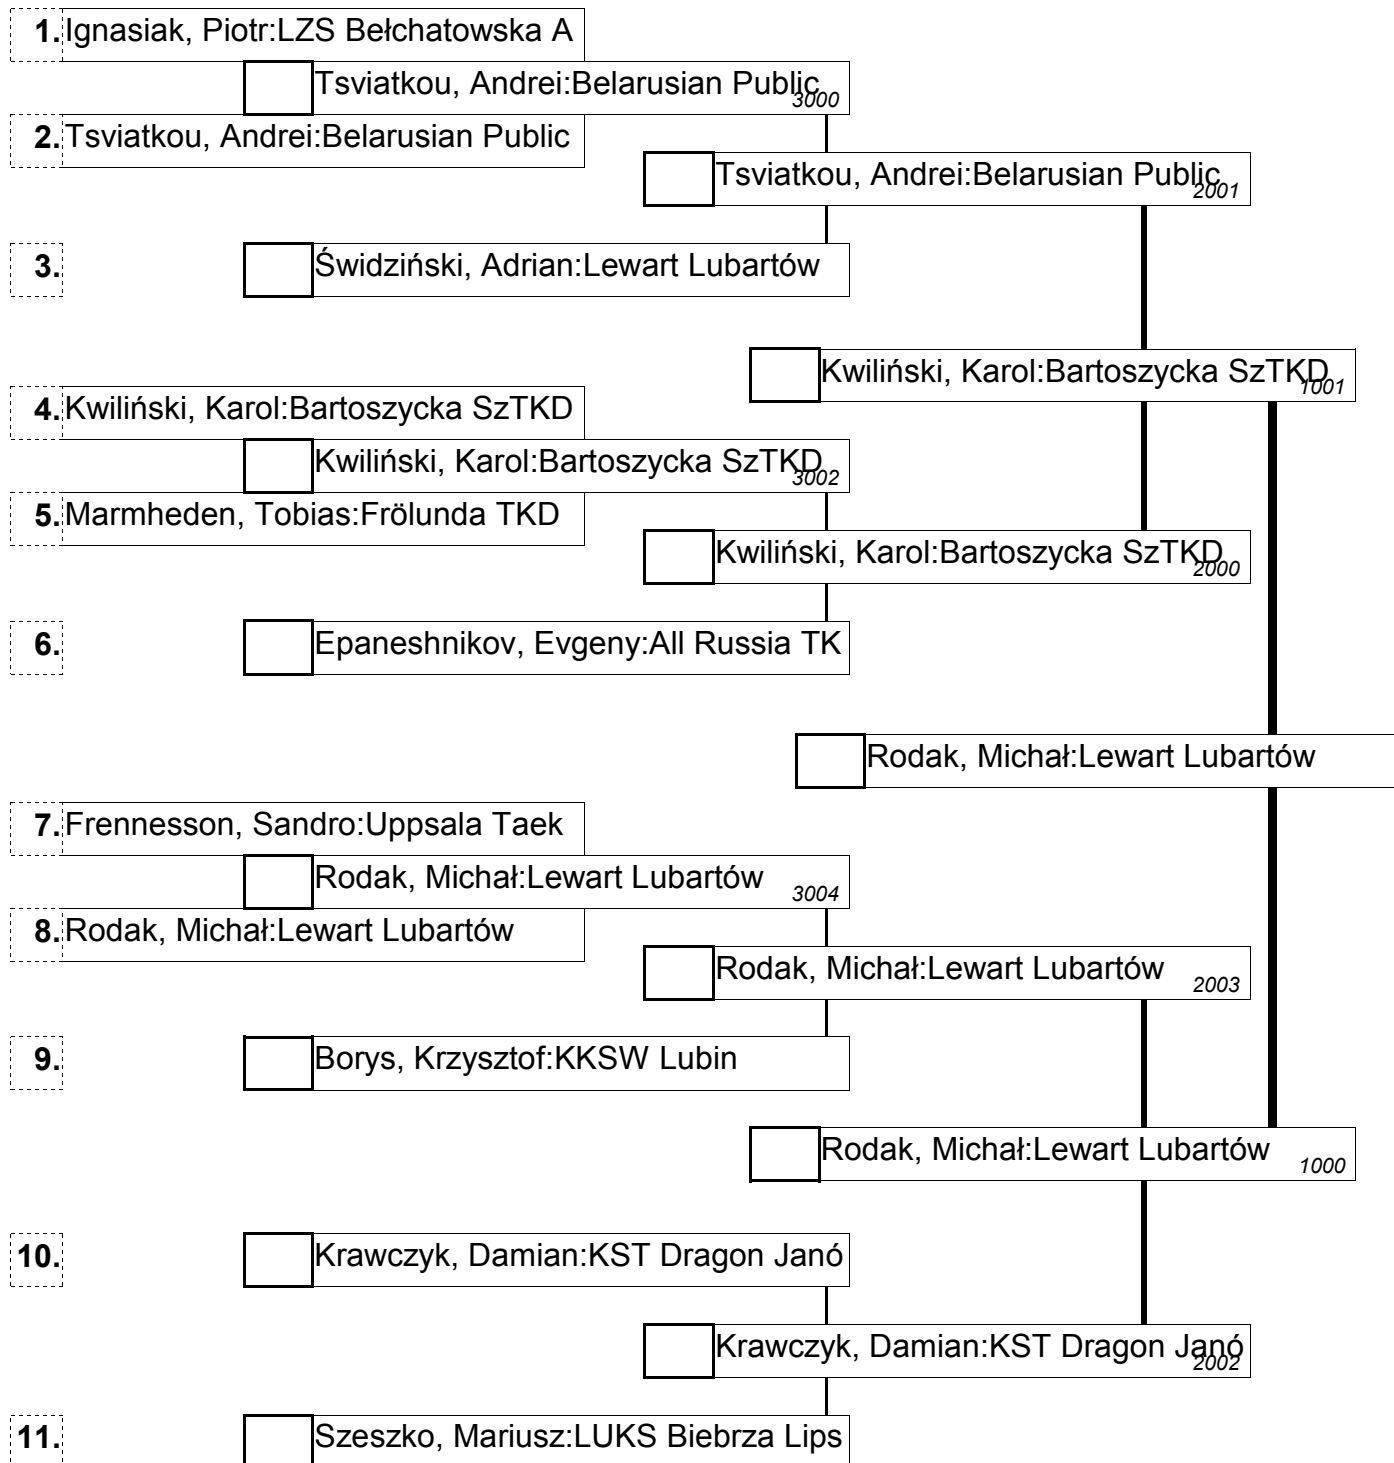 1. Ignasiak, Piotr:LZS Bełchatowska A
Tsviatkou, Andrei:Belarusian Public 3000
2. Tsviatkou, Andrei:Belarusian Public
Tsviatkou, Andrei:Belarusian Public 2001
3. Świdziński, Adrian:Lewart Lubartów
Kwiliński, Karol:Bartoszycka SzTKD 1001
4. Kwiliński, Karol:Bartoszycka SzTKD
Kwiliński, Karol:Bartoszycka SzTKD 3002
5. Marmheden, Tobias:Frölunda TKD
Kwiliński, Karol:Bartoszycka SzTKD 2000
6. Epaneshnikov, Evgeny:All Russia TK
Rodak, Michał:Lewart Lubartów
7. Frennesson, Sandro:Uppsala Taek
Rodak, Michał:Lewart Lubartów 3004
8. Rodak, Michał:Lewart Lubartów
Rodak, Michał:Lewart Lubartów 2003
9. Borys, Krzysztof:KKSW Lubin
Rodak, Michał:Lewart Lubartów 1000
10. Krawczyk, Damian:KST Dragon Janó
Krawczyk, Damian:KST Dragon Janó 2002
11. Szeszko, Mariusz:LUKS Biebrza Lips